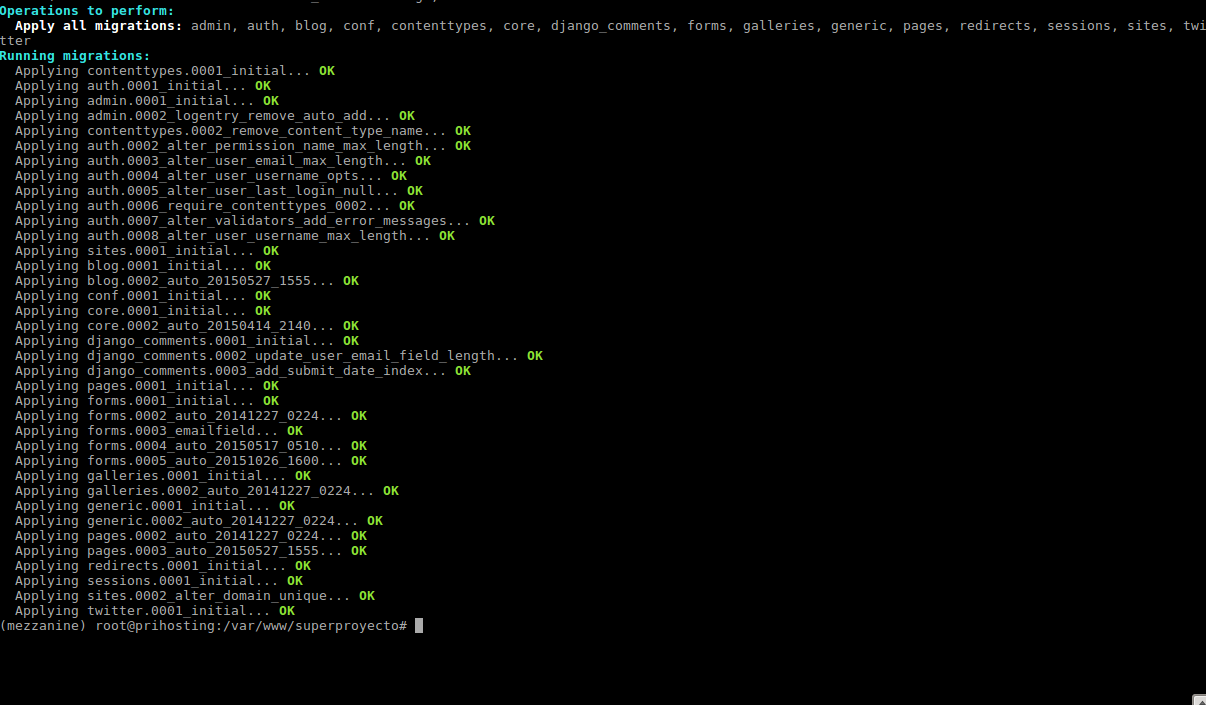 Operations to perform:
  Apply all migrations: admin, auth, blog, conf, contenttypes, core, django_comments, forms, galleries, generic, pages, redirects, sessions, sites, twi
tter
Running migrations:
  Applying contenttypes.0001_initial... OK
  Applying auth.0001_initial... OK
  Applying admin.0001_initial... OK
  Applying admin.0002_logentry_remove_auto_add... OK
  Applying contenttypes.0002_remove_content_type_name... OK
  Applying auth.0002_alter_permission_name_max_length... OK
  Applying auth.0003_alter_user_email_max_length... OK
  Applying auth.0004_alter_user_username_opts... OK
  Applying auth.0005_alter_user_last_login_null... OK
  Applying auth.0006_require_contenttypes_0002... OK
  Applying auth.0007_alter_validators_add_error_messages... OK
  Applying auth.0008_alter_user_username_max_length... OK
  Applying sites.0001_initial... OK
  Applying blog.0001_initial... OK
  Applying blog.0002_auto_20150527_1555... OK
  Applying conf.0001_initial... OK
  Applying core.0001_initial... OK
  Applying core.0002_auto_20150414_2140... OK
  Applying django_comments.0001_initial... OK
  Applying django_comments.0002_update_user_email_field_length... OK
  Applying django_comments.0003_add_submit_date_index... OK
  Applying pages.0001_initial... OK
  Applying forms.0001_initial... OK
  Applying forms.0002_auto_20141227_0224... OK
  Applying forms.0003_emailfield... OK
  Applying forms.0004_auto_20150517_0510... OK
  Applying forms.0005_auto_20151026_1600... OK
  Applying galleries.0001_initial... OK
  Applying galleries.0002_auto_20141227_0224... OK
  Applying generic.0001_initial... OK
  Applying generic.0002_auto_20141227_0224... OK
  Applying pages.0002_auto_20141227_0224... OK
  Applying pages.0003_auto_20150527_1555... OK
  Applying redirects.0001_initial... OK
  Applying sessions.0001_initial... OK
  Applying sites.0002_alter_domain_unique... OK
  Applying twitter.0001_initial... OK
(mezzanine) root@prihosting:/var/www/superproyecto#